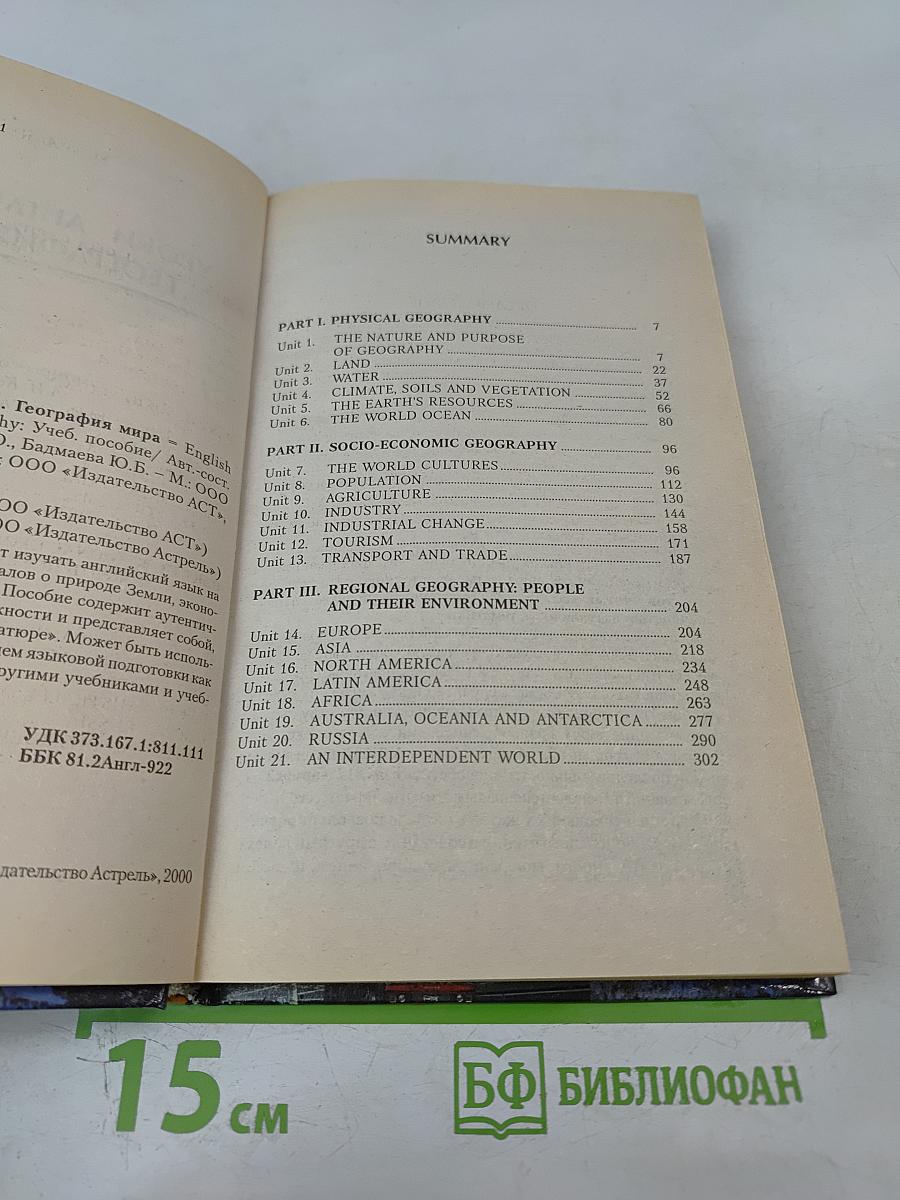 1
. География мира = English
hy: Учеб. пособие/ Авт.-сост.
О., Бадмаева Ю.Б. – М.: ООО
; ООО «Издательство АСТ»,
ОО «Издательство АСТ»)
ОО «Издательство Астрель»)
т изучать английский язык на
алов о природе Земли, эконо-
Пособие содержит аутентич-
жности и представляет собой,
атюре». Может быть исполь-
нем языковой подготовки как
ругими учебниками и учеб-
УДК 373.167.1:811.111
ББК 81.2Англ-922
дательство Астрель», 2000
SUMMARY
PART I. PHYSICAL GEOGRAPHY 7
Unit 1. THE NATURE AND PURPOSE
OF GEOGRAPHY 7
Unit 2. LAND 22
Unit 3. WATER 37
Unit 4. CLIMATE, SOILS AND VEGETATION 52
Unit 5. THE EARTH'S RESOURCES 66
Unit 6. THE WORLD OCEAN 80
PART II. SOCIO-ECONOMIC GEOGRAPHY 96
Unit 7. THE WORLD CULTURES 96
Unit 8. POPULATION 112
Unit 9. AGRICULTURE 130
Unit 10. INDUSTRY 144
Unit 11. INDUSTRIAL CHANGE 158
Unit 12. TOURISM 171
Unit 13. TRANSPORT AND TRADE 187
PART III. REGIONAL GEOGRAPHY: PEOPLE
AND THEIR ENVIRONMENT 204
Unit 14. EUROPE 204
Unit 15. ASIA 218
Unit 16. NORTH AMERICA 234
Unit 17. LATIN AMERICA 248
Unit 18. AFRICA 263
Unit 19. AUSTRALIA, OCEANIA AND ANTARCTICA 277
Unit 20. RUSSIA 290
Unit 21. AN INTERDEPENDENT WORLD 302
15 см
БФ БИБЛИОФАН